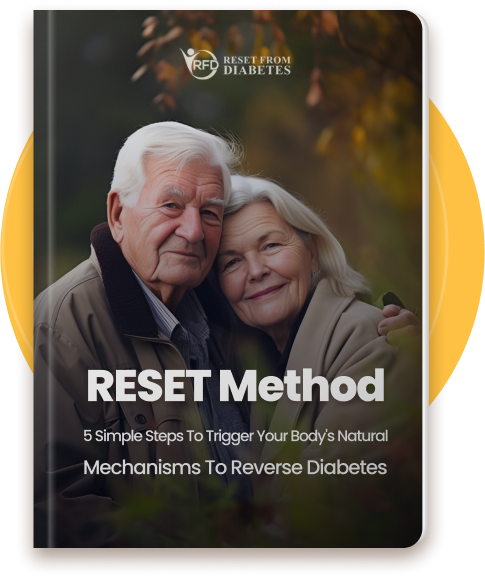 RFD
RESET FROM
DIABETES
RESET Method
5 Simple Steps To Trigger Your Body's Natural
Mechanisms To Reverse Diabetes